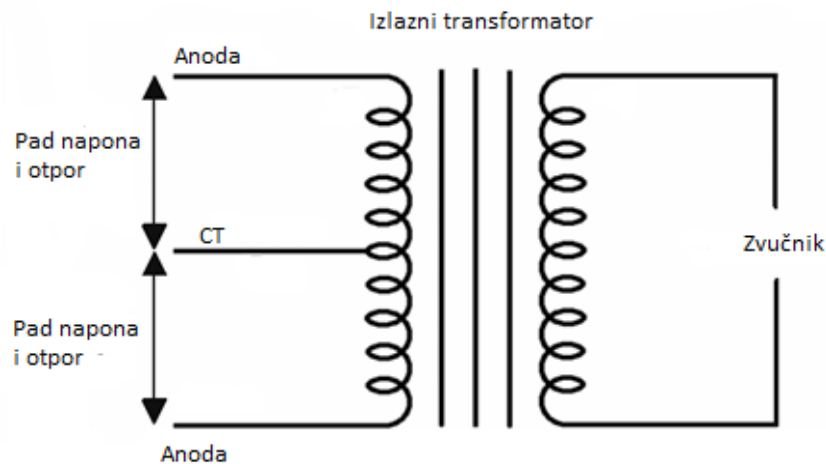 Izlazni transformator
Anoda
Pad napona
i otpor
CT
Zvučnik
Pad napona
i otpor
Anoda